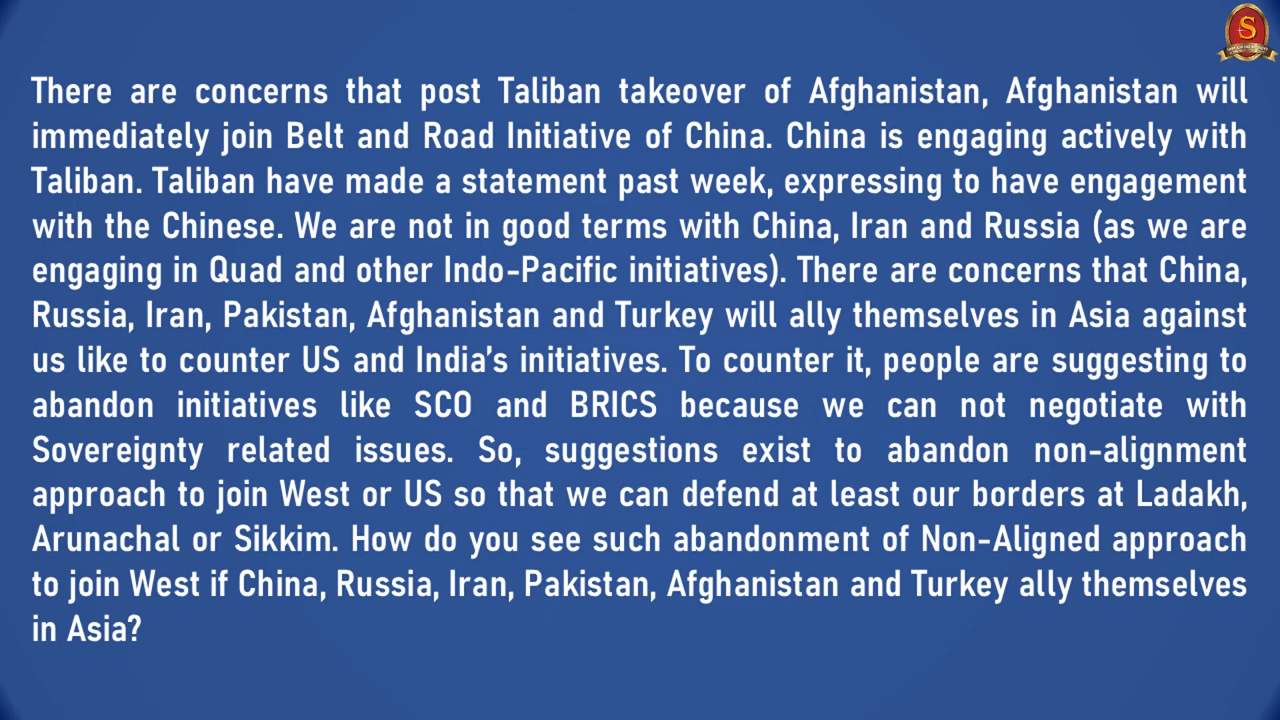 S
There are concerns that post Taliban takeover of Afghanistan, Afghanistan will
immediately join Belt and Road Initiative of China. China is engaging actively with
Taliban. Taliban have made a statement past week, expressing to have engagement
with the Chinese. We are not in good terms with China, Iran and Russia (as we are
engaging in Quad and other Indo-Pacific initiatives). There are concerns that China,
Russia, Iran, Pakistan, Afghanistan and Turkey will ally themselves in Asia against
us like to counter US and India’s initiatives. To counter it, people are suggesting to
abandon initiatives like SCO and BRICS because we can not negotiate with
Sovereignty related issues. So, suggestions exist to abandon non-alignment
approach to join West or US so that we can defend at least our borders at Ladakh,
Arunachal or Sikkim. How do you see such abandonment of Non-Aligned approach
to join West if China, Russia, Iran, Pakistan, Afghanistan and Turkey ally themselves
in Asia?